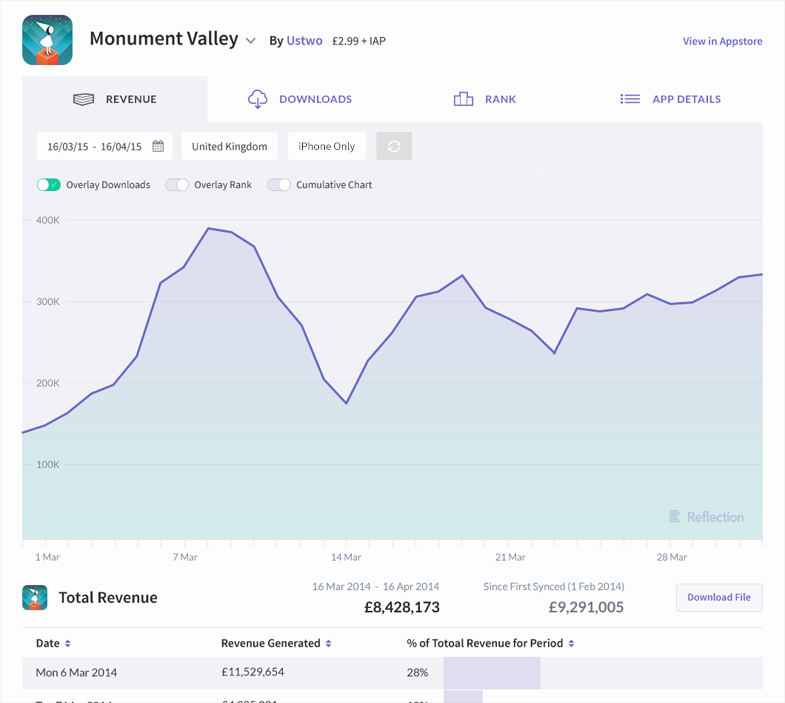 Monument Valley By Ustwo £2.99 + IAP View in Appstore
REVENUE DOWNLOADS RANK APP DETAILS
16/03/15 - 16/04/15 United Kingdom iPhone Only
Overlay Downloads Overlay Rank Cumulative Chart
400K
300K
200K
100K
Reflection
1 Mar 7 Mar 14 Mar 21 Mar 28 Mar
16 Mar 2014 - 16 Apr 2014 Since First Synced (1 Feb 2014)
Total Revenue £8,428,173 £9,291,005 Download File
Date Revenue Generated % of Totoal Revenue for Period
Mon 6 Mar 2014 £11,529,654 28%